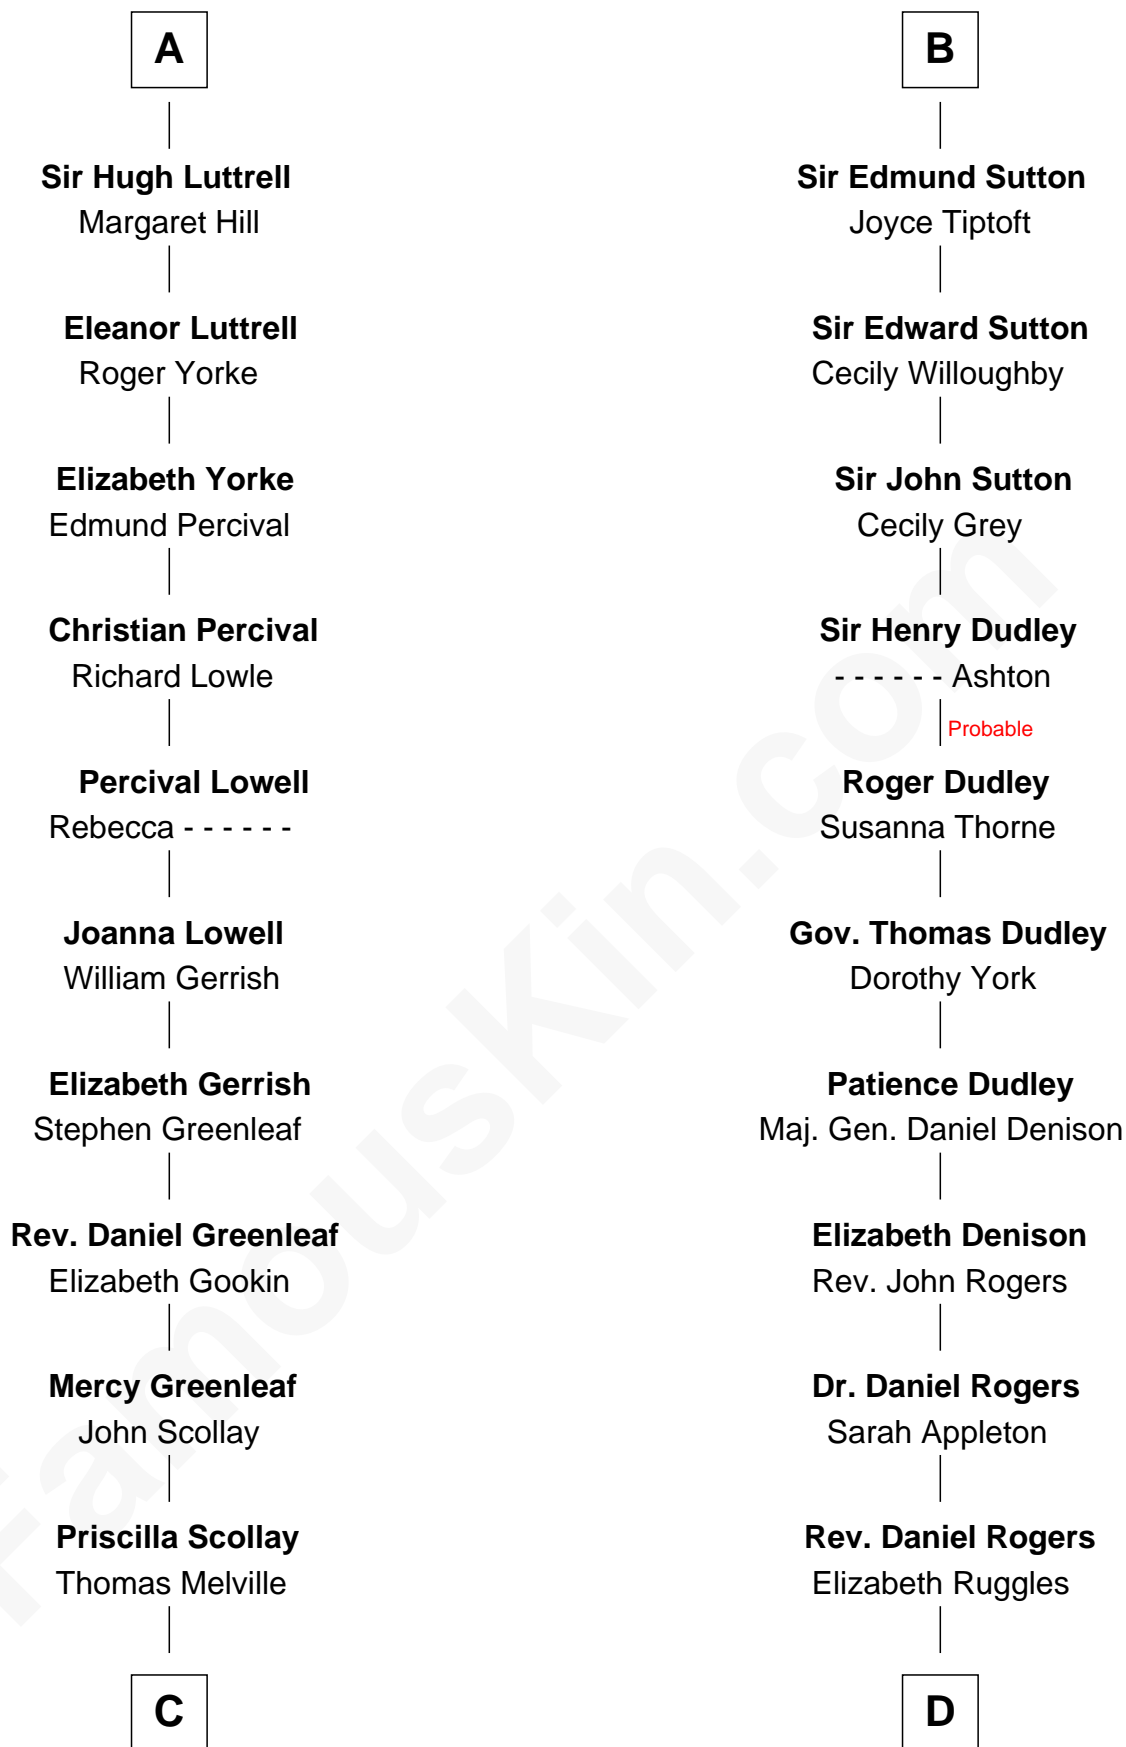 A
Sir Hugh Luttrell
Margaret Hill
Eleanor Luttrell
Roger Yorke
Elizabeth Yorke
Edmund Percival
Christian Percival
Richard Lowle
Percival Lowell
Rebecca - - - - - -
Joanna Lowell
William Gerrish
Elizabeth Gerrish
Stephen Greenleaf
Rev. Daniel Greenleaf
Elizabeth Gookin
Mercy Greenleaf
John Scollay
Priscilla Scollay
Thomas Melville
C
B
Sir Edmund Sutton
Joyce Tiptoft
Sir Edward Sutton
Cecily Willoughby
Sir John Sutton
Cecily Grey
Sir Henry Dudley
- - - - - - Ashton
Probable
Roger Dudley
Susanna Thorne
Gov. Thomas Dudley
Dorothy York
Patience Dudley
Maj. Gen. Daniel Denison
Elizabeth Denison
Rev. John Rogers
Dr. Daniel Rogers
Sarah Appleton
Rev. Daniel Rogers
Elizabeth Ruggles
D
FamousKin.com